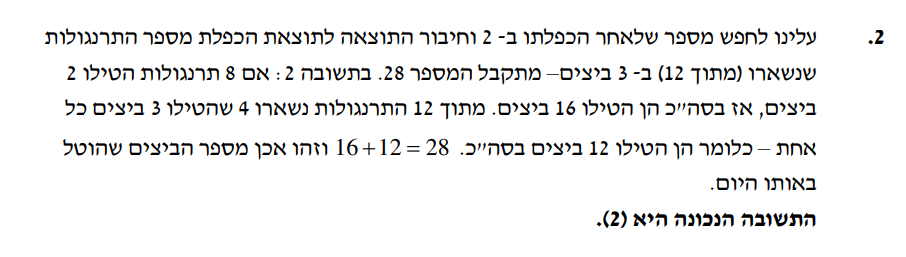 2. עלינו לחפש מספר שלאחר הכפלתו ב- 2 וחיבור התוצאה לתוצאת הכפלת מספר התרנגולות
שנשארו (מתוך 12) ב- 3 ביצים– מתקבל המספר 28. בתשובה 2: אם 8 תרנגולות הטילו 2
ביצים, אז בסה״כ הן הטילו 16 ביצים. מתוך 12 התרנגולות נשארו 4 שהטילו 3 ביצים כל
אחת – כלומר הן הטילו 12 ביצים בסה״כ. 16+12 = 28 וזהו אכן מספר הביצים שהוטל
באותו היום.
התשובה הנכונה היא (2).